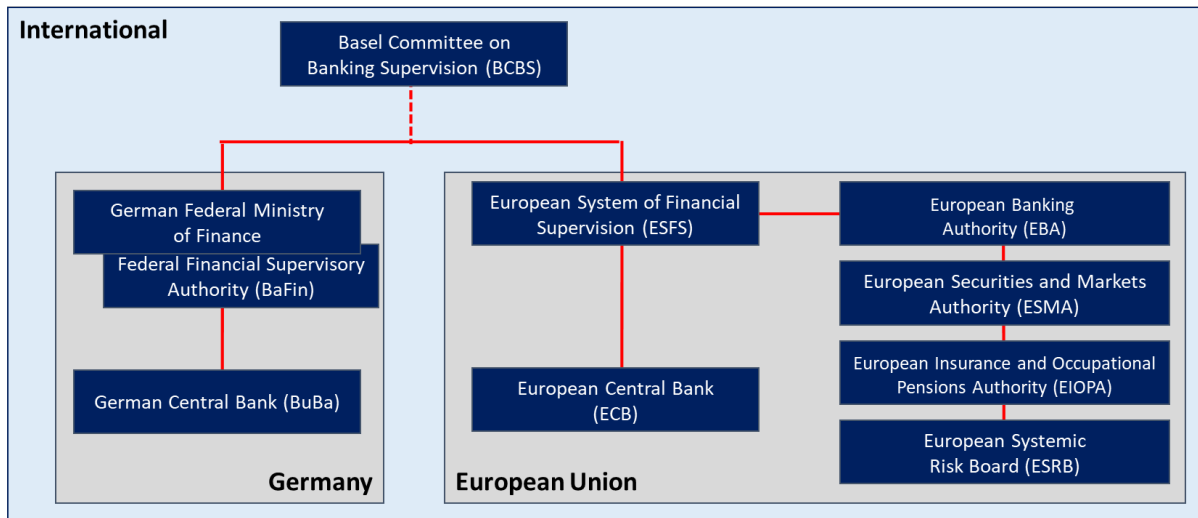 International
Basel Committee on
Banking Supervision (BCBS)
German Federal Ministry
of Finance
Federal Financial Supervisory
Authority (BaFin)
German Central Bank (BuBa)
Germany
European System of Financial
Supervision (ESFS)
European Central Bank
(ECB)
European Banking
Authority (EBA)
European Securities and Markets
Authority (ESMA)
European Insurance and Occupational
Pensions Authority (EIOPA)
European Systemic
Risk Board (ESRB)
European Union